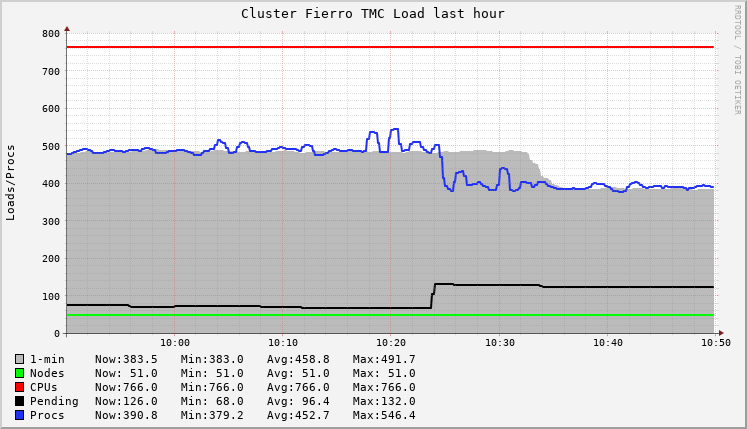 Cluster Fierro TMC Load last hour
RRDTOOL / TOBI OETIKER
Loads/Procs
800
700
600
500
400
300
200
100
0
10:00 10:10 10:20 10:30 10:40 10:50
1-min Now:383.5 Min:383.0 Avg:458.8 Max:491.7
Nodes Now: 51.0 Min: 51.0 Avg: 51.0 Max: 51.0
CPUs Now:766.0 Min:766.0 Avg:766.0 Max:766.0
Pending Now:126.0 Min: 68.0 Avg: 96.4 Max:132.0
Procs Now:390.8 Min:379.2 Avg:452.7 Max:546.4